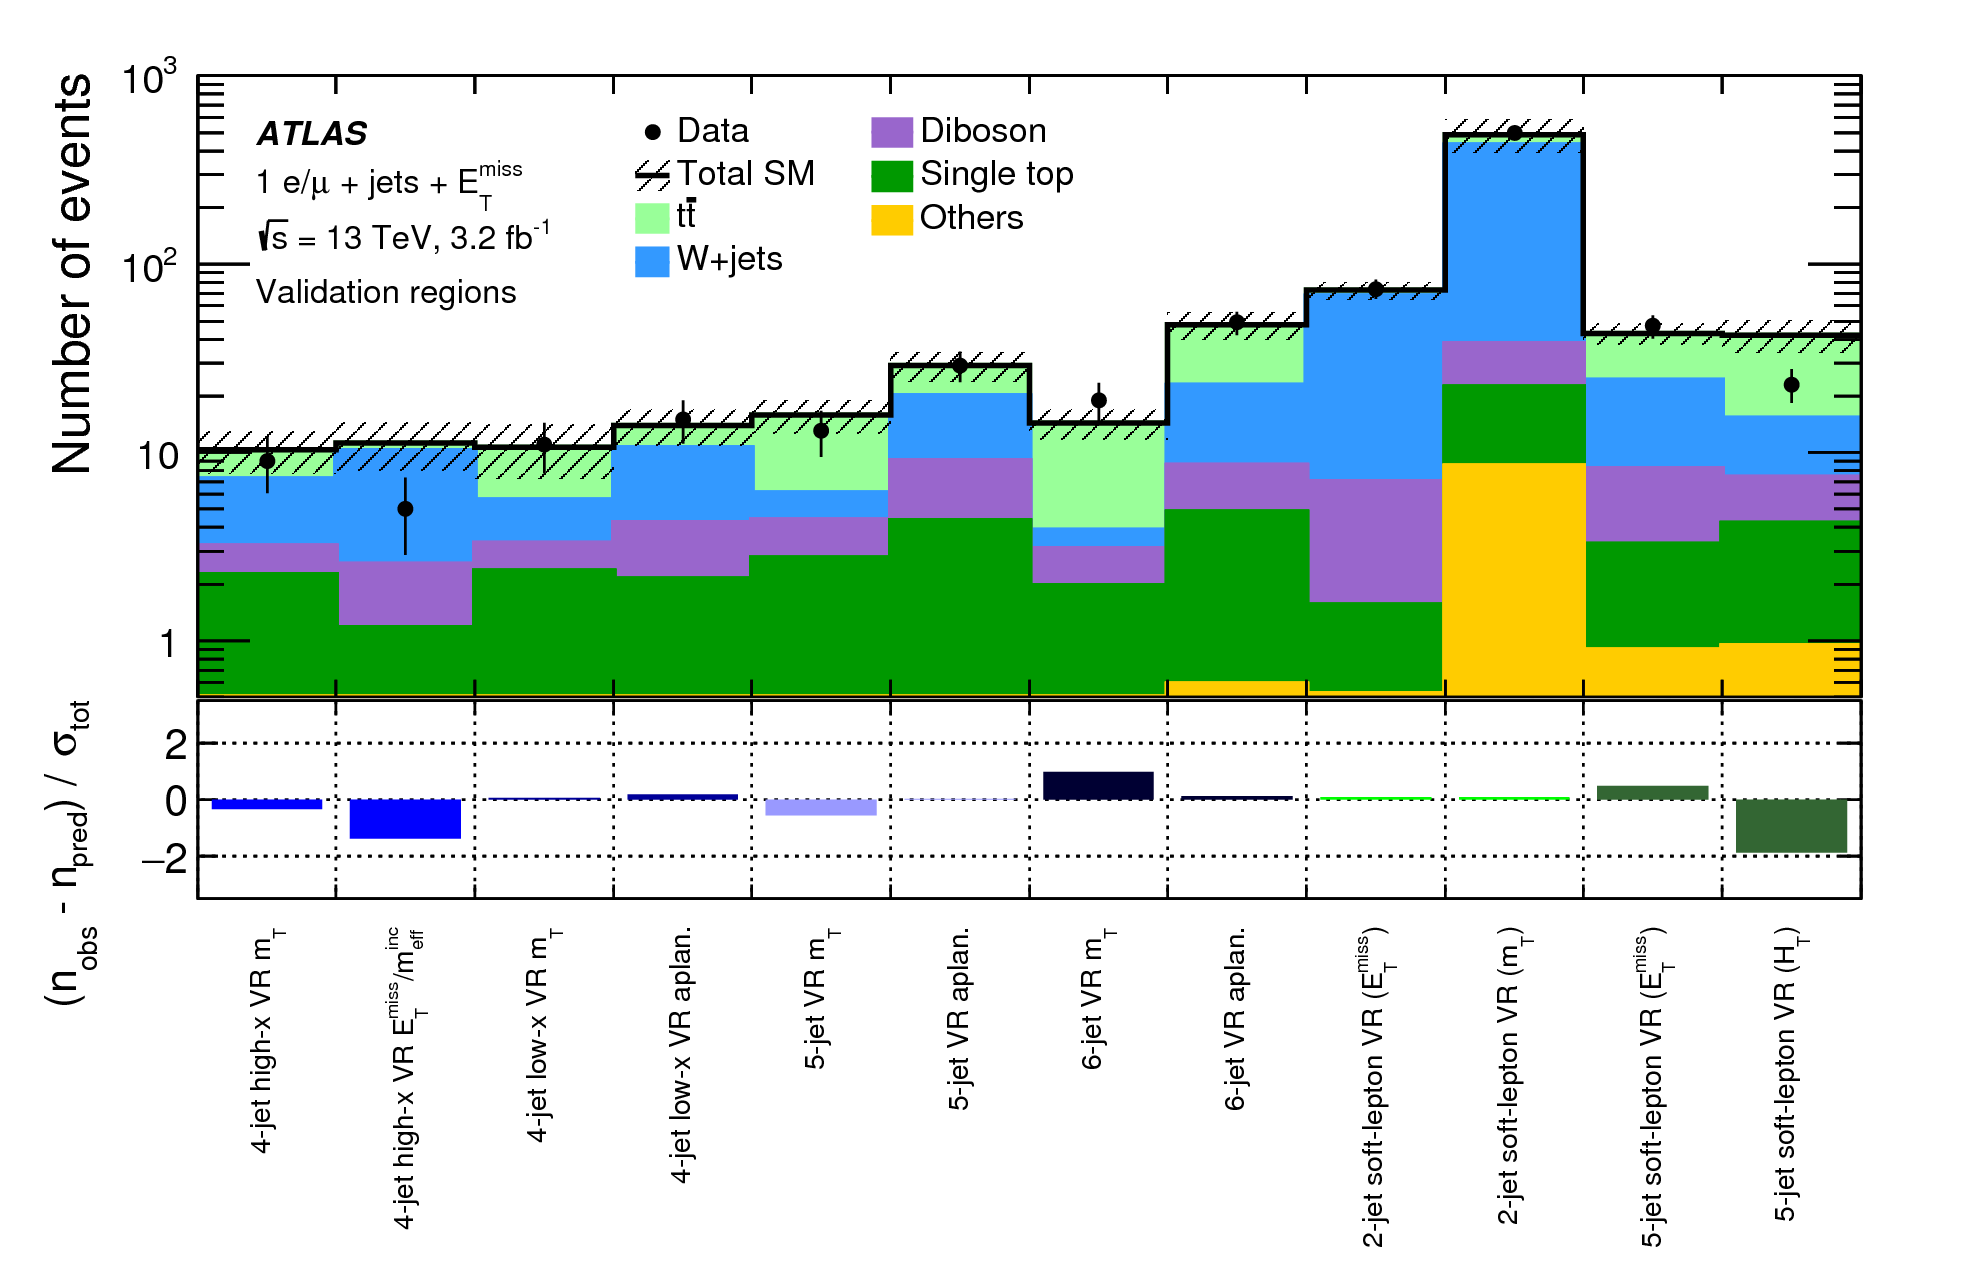 Number of events
10³
10²
10
1
ATLAS
1 e/μ + jets + E_T^miss
√s = 13 TeV, 3.2 fb⁻¹
Validation regions
Data
Total SM
tt̄
W+jets
Diboson
Single top
Others
(n_obs - n_pred) / σ_tot
2
0
−2
4-jet high-x VR m_T
4-jet high-x VR E_T^miss/m_eff^inc
4-jet low-x VR m_T
4-jet low-x VR aplan.
5-jet VR m_T
5-jet VR aplan.
6-jet VR m_T
6-jet VR aplan.
2-jet soft-lepton VR (E_T^miss)
2-jet soft-lepton VR (m_T)
5-jet soft-lepton VR (E_T^miss)
5-jet soft-lepton VR (H_T)